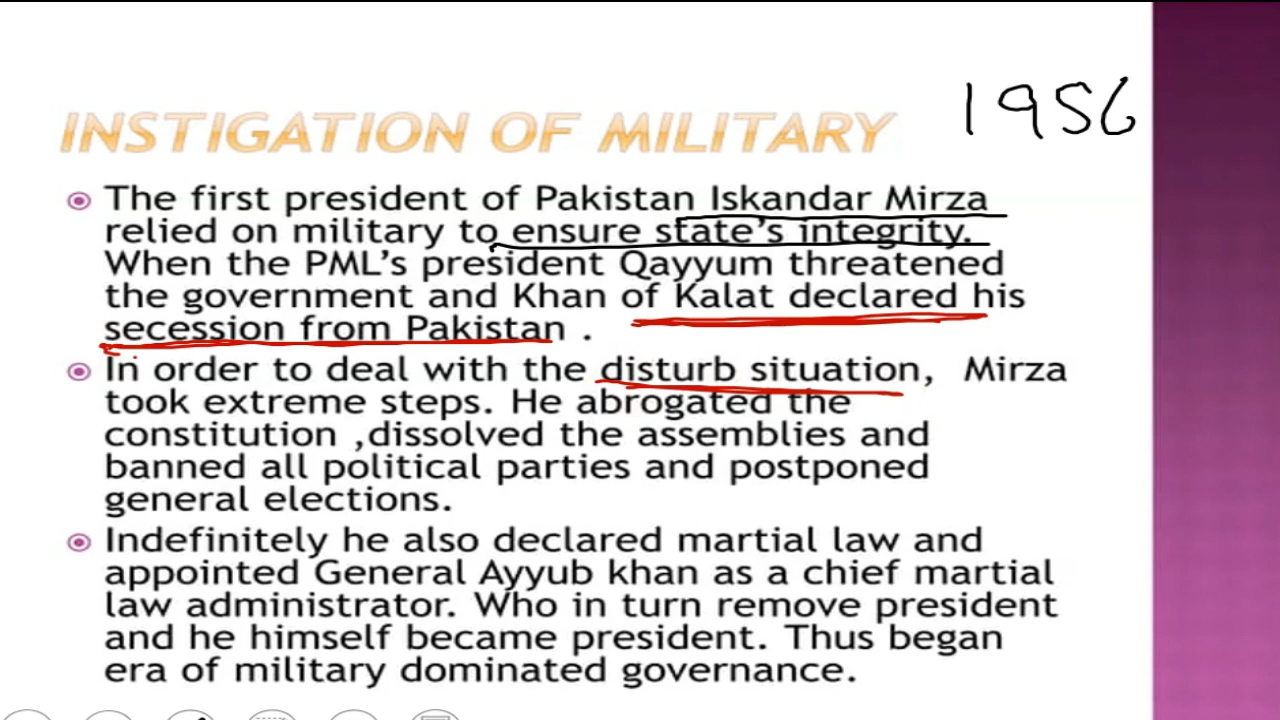 1956
INSTIGATION OF MILITARY
The first president of Pakistan Iskandar Mirza
relied on military to ensure state's integrity.
When the PML's president Qayyum threatened
the government and Khan of Kalat declared his
secession from Pakistan .
In order to deal with the disturb situation, Mirza
took extreme steps. He abrogated the
constitution ,dissolved the assemblies and
banned all political parties and postponed
general elections.
Indefinitely he also declared martial law and
appointed General Ayyub khan as a chief martial
law administrator. Who in turn remove president
and he himself became president. Thus began
era of military dominated governance.